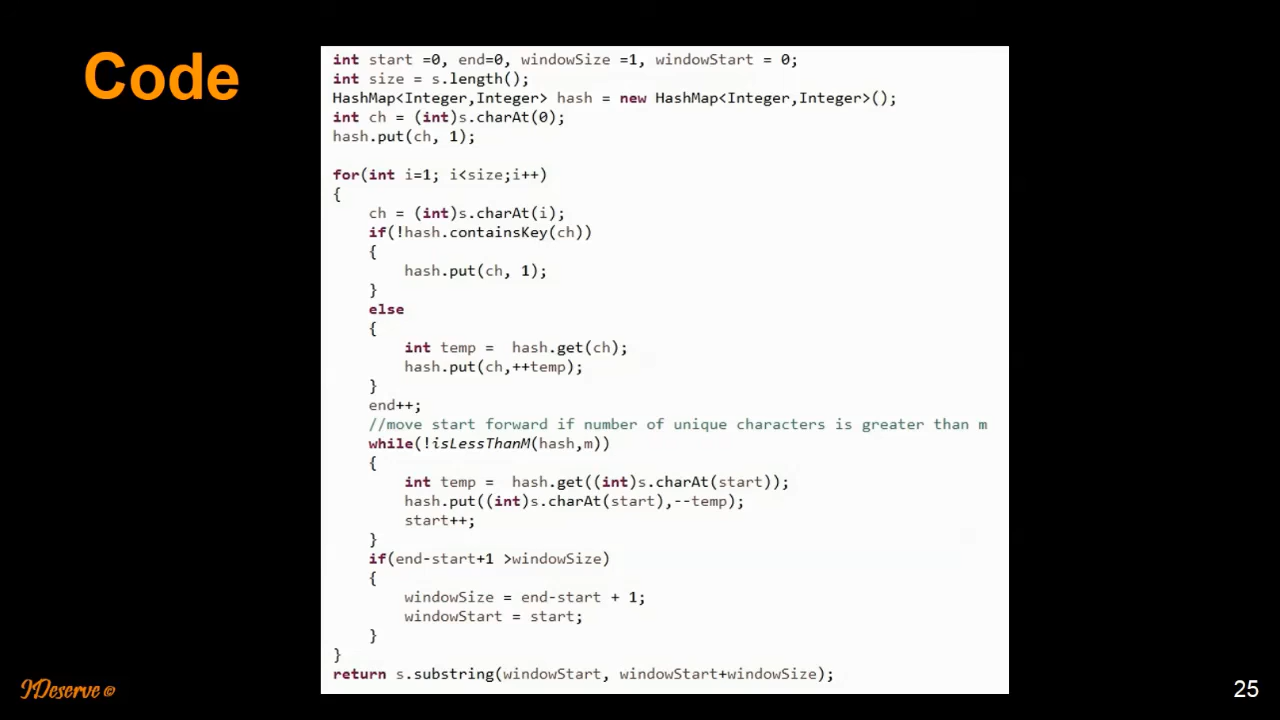 Code
int start =0, end=0, windowSize =1, windowStart = 0;
int size = s.length();
HashMap<Integer,Integer> hash = new HashMap<Integer,Integer>();
int ch = (int)s.charAt(0);
hash.put(ch, 1);
for(int i=1; i<size;i++)
{
ch = (int)s.charAt(i);
if(!hash.containsKey(ch))
{
hash.put(ch, 1);
}
else
{
int temp =  hash.get(ch);
hash.put(ch,++temp);
}
end++;
//move start forward if number of unique characters is greater than m
while(!isLessThanM(hash,m))
{
int temp =  hash.get((int)s.charAt(start));
hash.put((int)s.charAt(start),--temp);
start++;
}
if(end-start+1 >windowSize)
{
windowSize = end-start + 1;
windowStart = start;
}
}
return s.substring(windowStart, windowStart+windowSize);
IDeserve ©
25